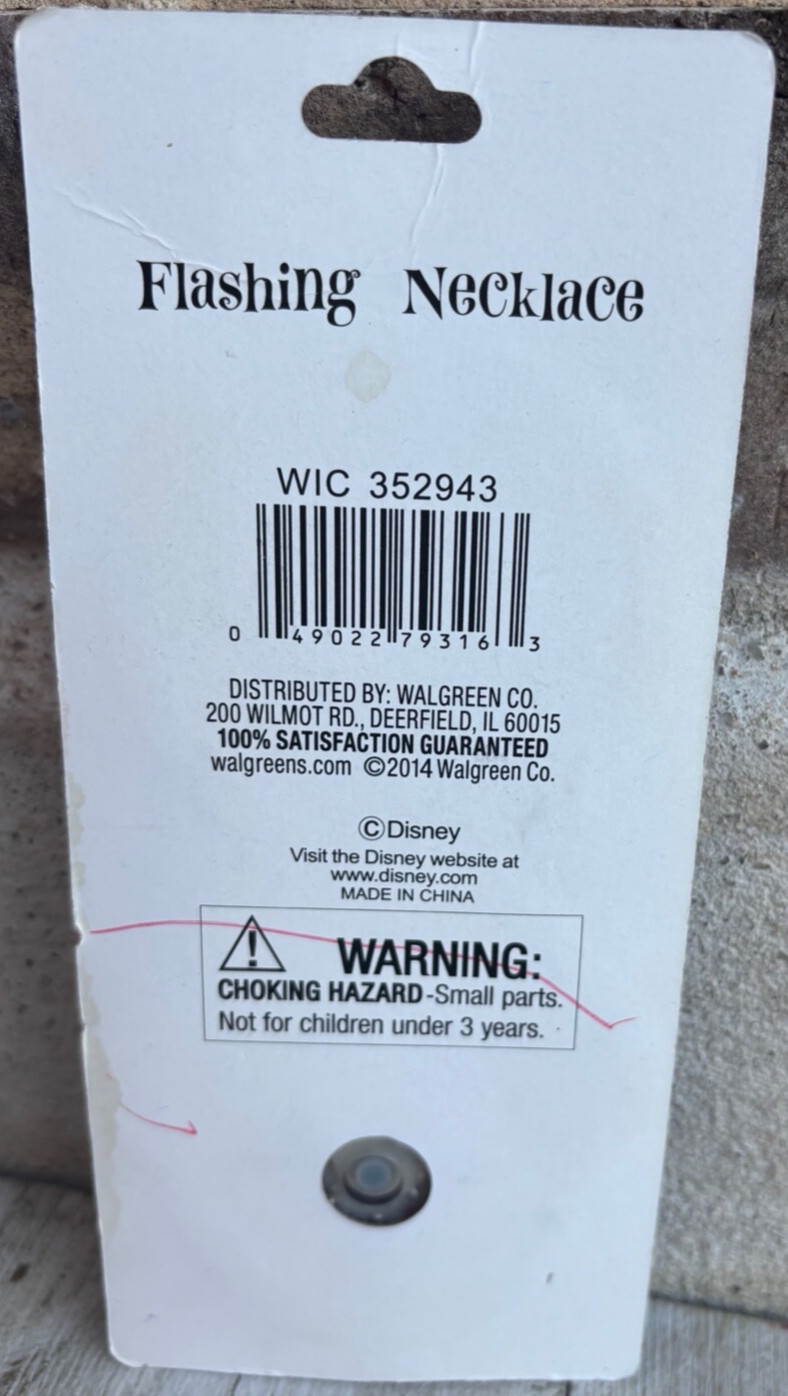 Flashing Necklace
WIC 352943
0 49022 79316 3
DISTRIBUTED BY: WALGREEN CO.
200 WILMOT RD., DEERFIELD, IL 60015
100% SATISFACTION GUARANTEED
walgreens.com ©2014 Walgreen Co.
©Disney
Visit the Disney website at
www.disney.com
MADE IN CHINA
WARNING:
CHOKING HAZARD-Small parts.
Not for children under 3 years.